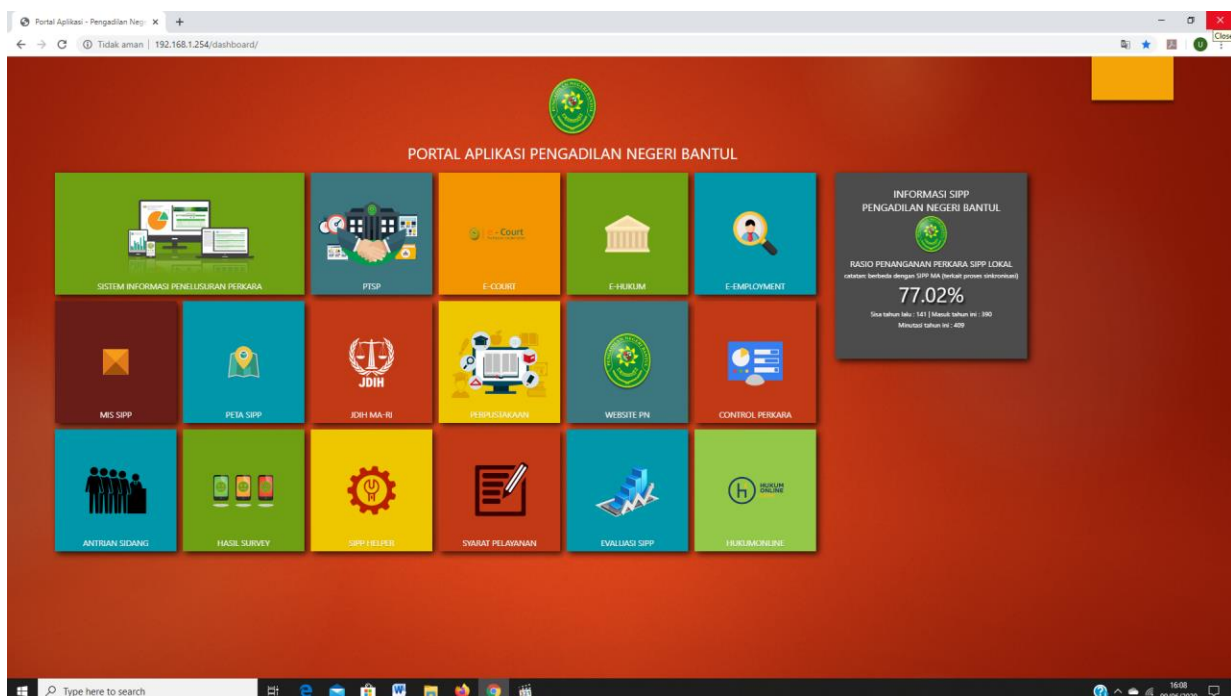 Portal Aplikasi - Pengadilan Neg
Tidak aman | 192.168.1.254/dashboard/
Close
PORTAL APLIKASI PENGADILAN NEGERI BANTUL
SISTEM INFORMASI PENELUSURAN PERKARA
PTSP
e-Court
E-COURT
E-HUKUM
E-EMPLOYMENT
INFORMASI SIPP
PENGADILAN NEGERI BANTUL
RASIO PENANGANAN PERKARA SIPP LOKAL
catatan: berbeda dengan SIPP MA (terkait proses sinkronisasi)
77.02%
Sisa tahun lalu : 141 | Masuk tahun ini : 390
Minutasi tahun ini : 409
MIS SIPP
PETA SIPP
JDIH
JDIH MA-RI
PERPUSTAKAAN
WEBSITE PN
CONTROL PERKARA
ANTRIAN SIDANG
HASIL SURVEY
SIPP HELPER
SYARAT PELAYANAN
EVALUASI SIPP
HUKUM
ONLINE
HUKUMONLINE
Type here to search
16:08